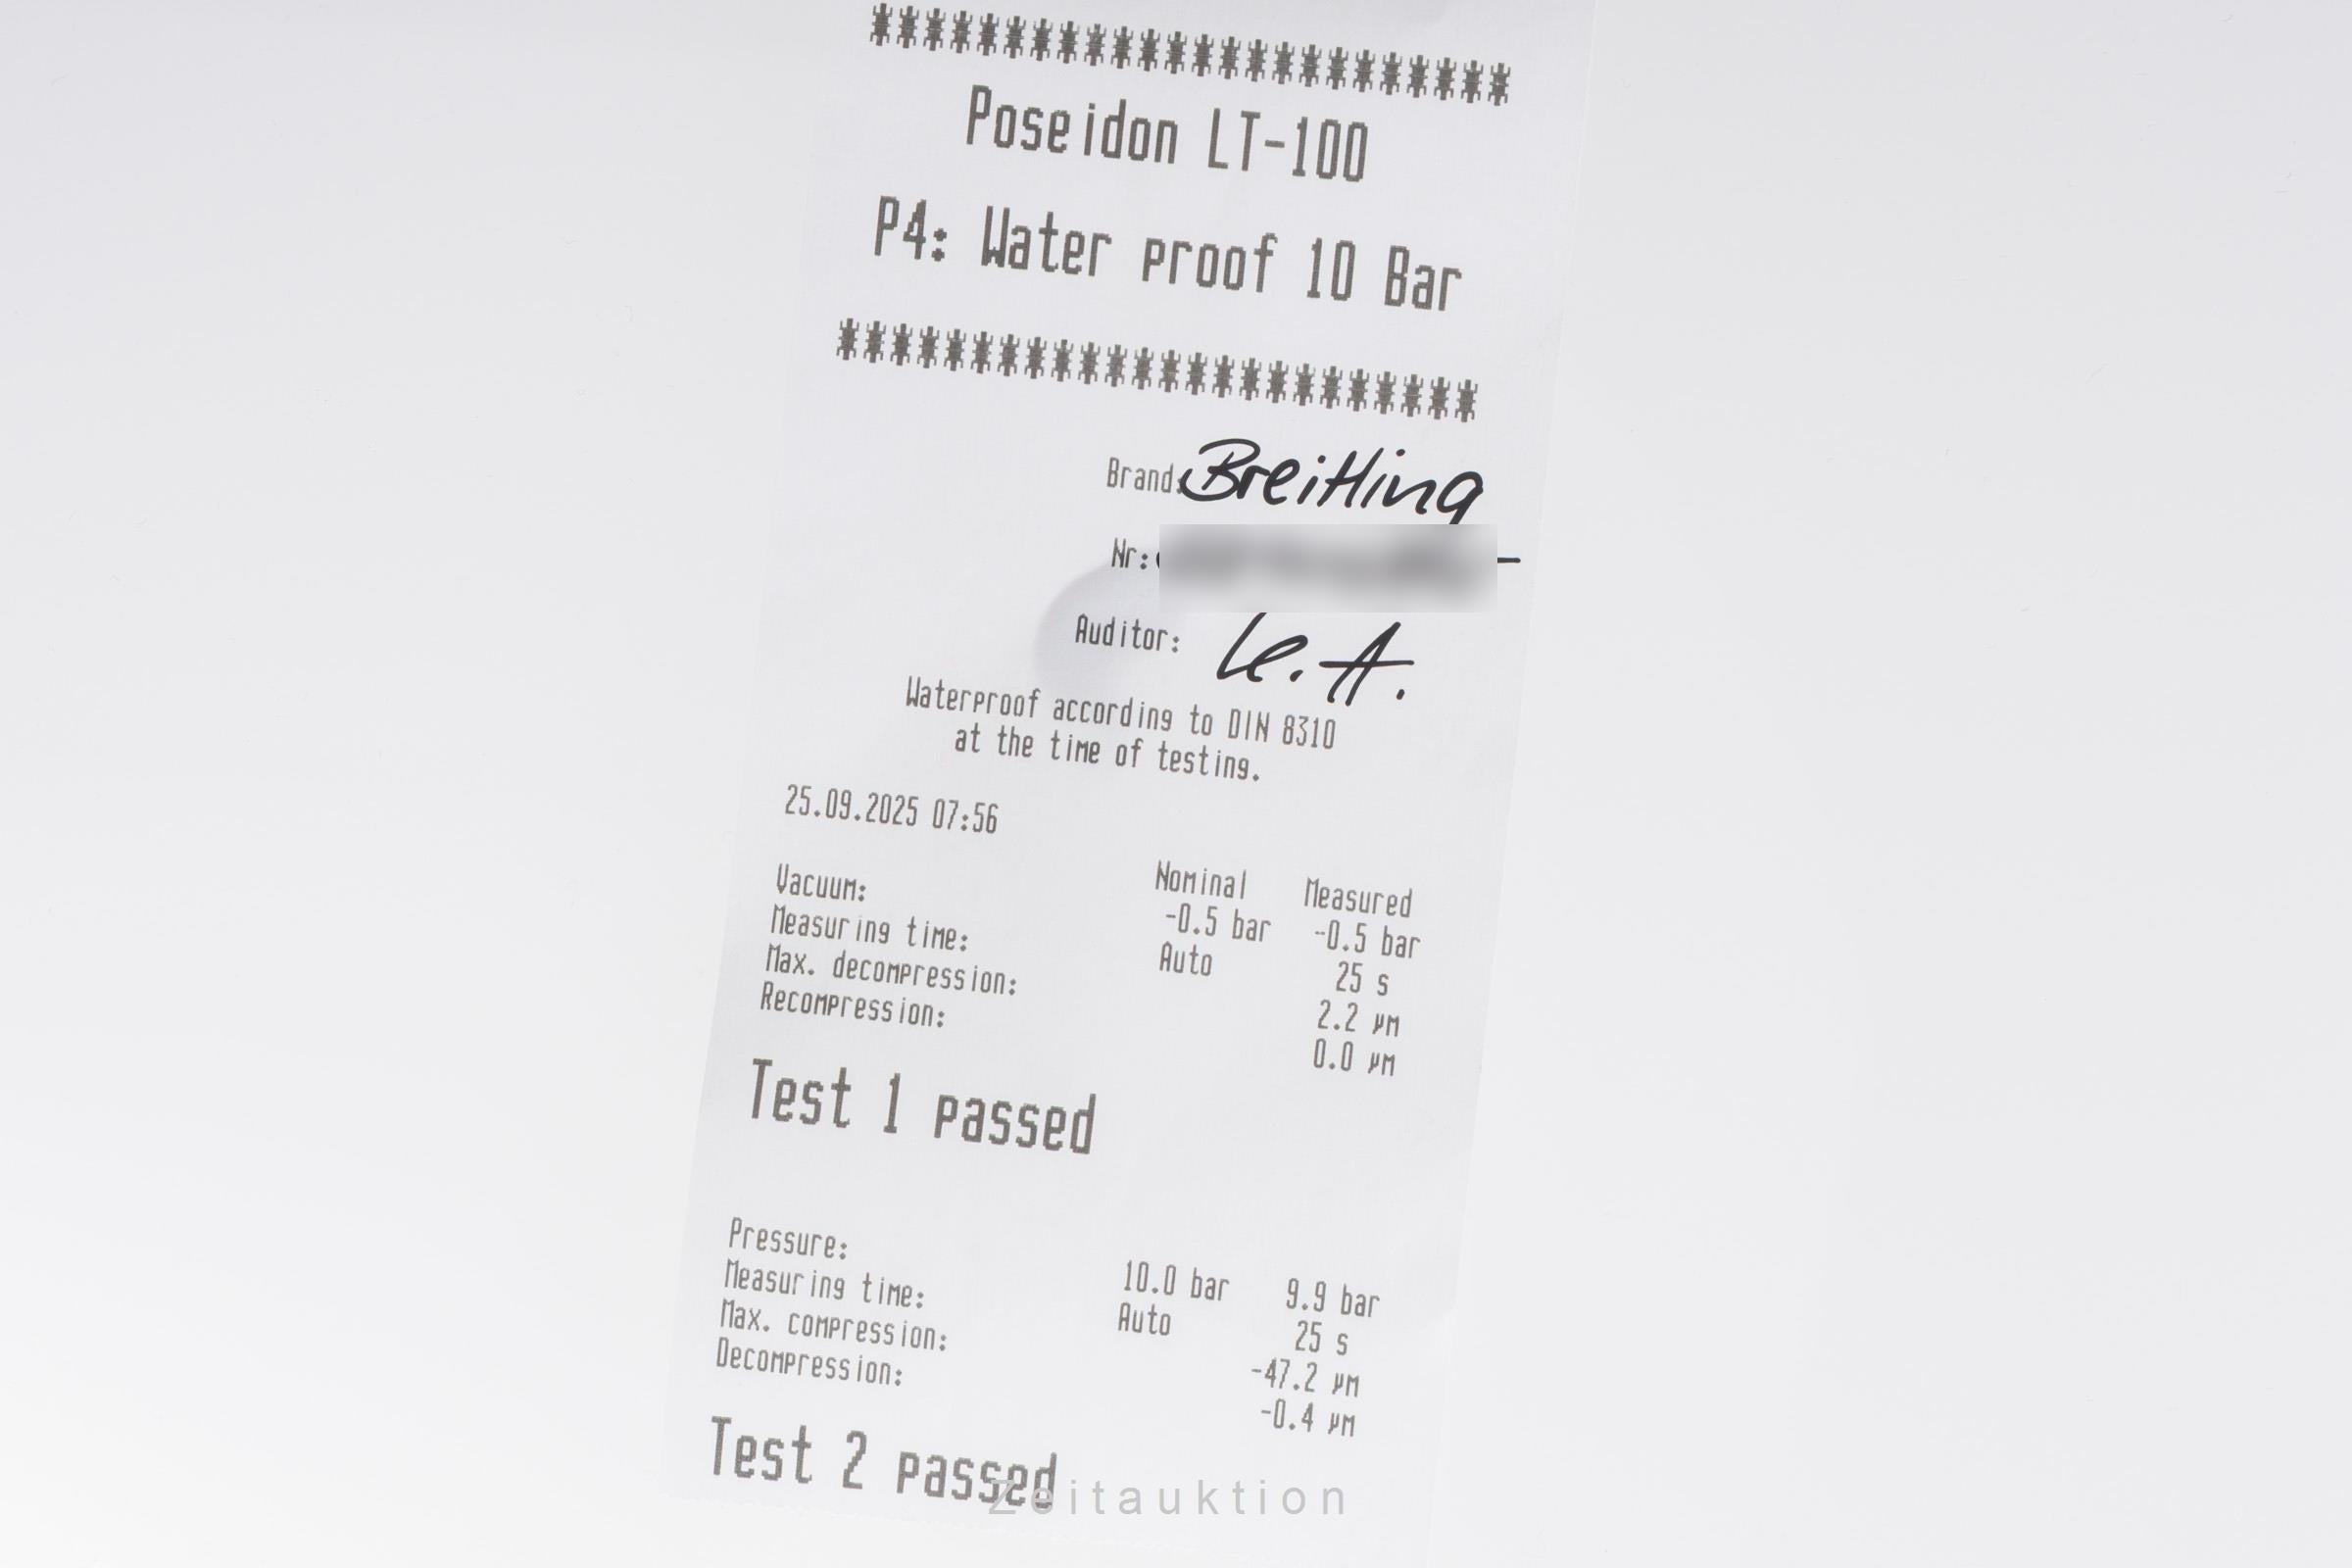 ************************
Poseidon LT-100
P4: Water proof 10 Bar
************************
Brand: Breitling
Nr:
Auditor:
Waterproof according to DIN 8310
at the time of testing.
25.09.2025 07:56
Nominal Measured
Vacuum: -0.5 bar -0.5 bar
Measuring time: Auto 25 s
Max. decompression: 2.2 µm
Recompression: 0.0 µm
Test 1 passed
Pressure: 10.0 bar 9.9 bar
Measuring time: Auto 25 s
Max. compression: -47.2 µm
Decompression: -0.4 µm
Test 2 passed
Zeitauktion